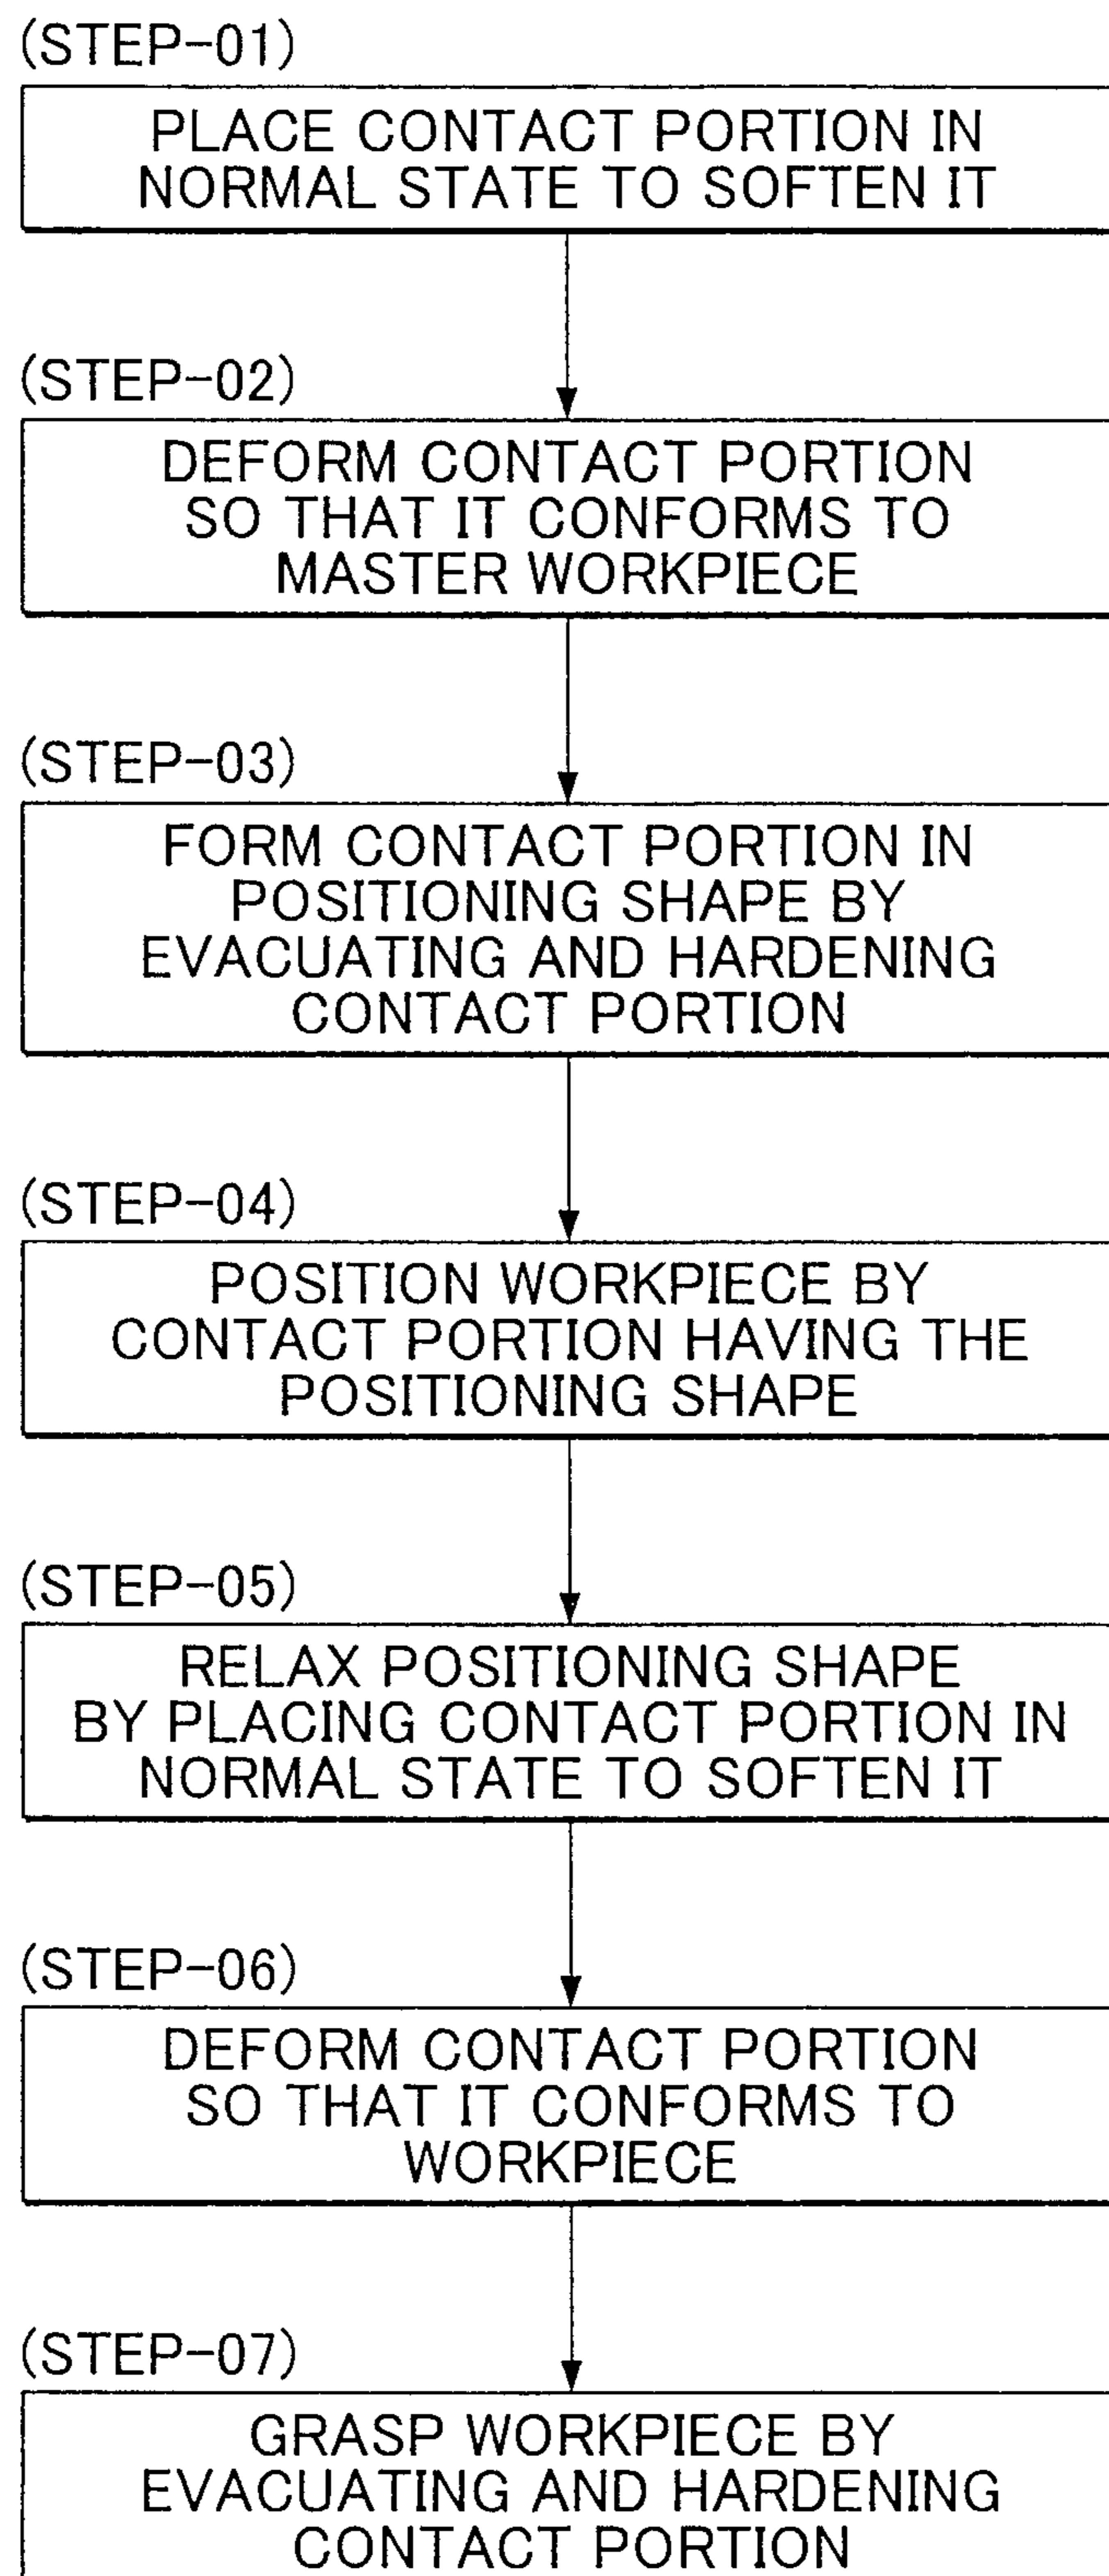 (STEP-01)
PLACE CONTACT PORTION IN
NORMAL STATE TO SOFTEN IT
(STEP-02)
DEFORM CONTACT PORTION
SO THAT IT CONFORMS TO
MASTER WORKPIECE
(STEP-03)
FORM CONTACT PORTION IN
POSITIONING SHAPE BY
EVACUATING AND HARDENING
CONTACT PORTION
(STEP-04)
POSITION WORKPIECE BY
CONTACT PORTION HAVING THE
POSITIONING SHAPE
(STEP-05)
RELAX POSITIONING SHAPE
BY PLACING CONTACT PORTION IN
NORMAL STATE TO SOFTEN IT
(STEP-06)
DEFORM CONTACT PORTION
SO THAT IT CONFORMS TO
WORKPIECE
(STEP-07)
GRASP WORKPIECE BY
EVACUATING AND HARDENING
CONTACT PORTION